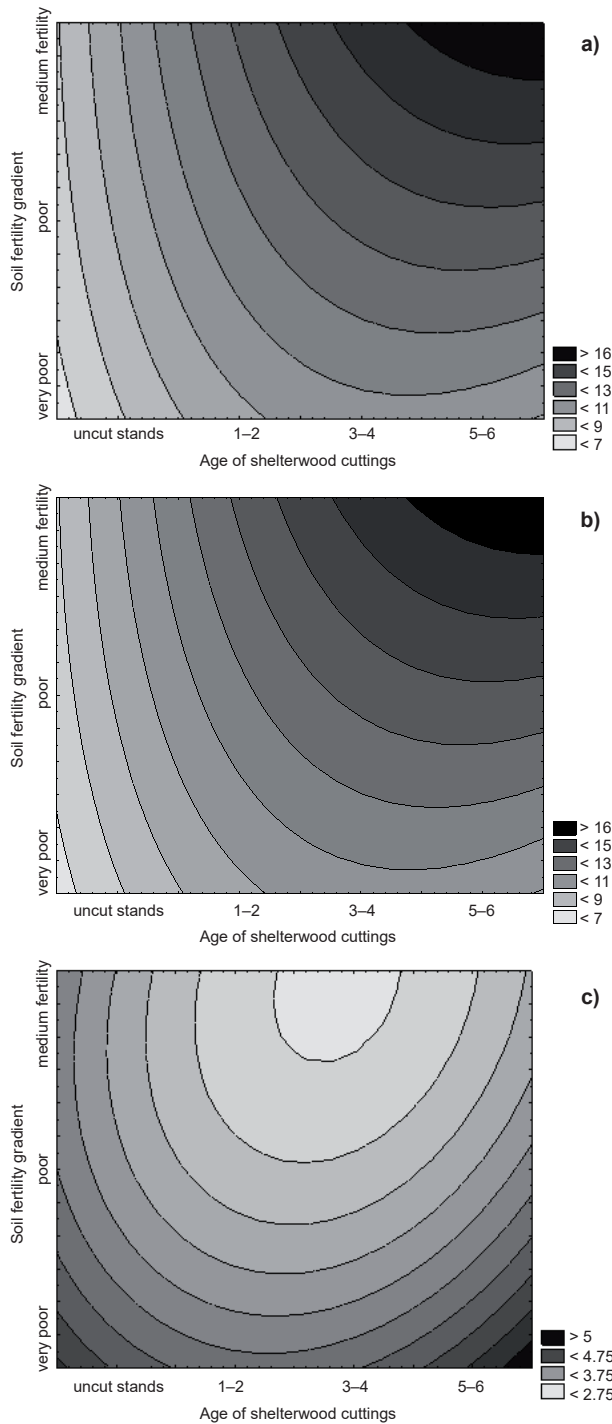 a)
medium fertility
poor
very poor
Soil fertility gradient
> 16
< 15
< 13
< 11
< 9
< 7
uncut stands 1–2 3–4 5–6
Age of shelterwood cuttings
b)
medium fertility
poor
very poor
Soil fertility gradient
> 16
< 15
< 13
< 11
< 9
< 7
uncut stands 1–2 3–4 5–6
Age of shelterwood cuttings
c)
medium fertility
poor
very poor
Soil fertility gradient
> 5
< 4.75
< 3.75
< 2.75
uncut stands 1–2 3–4 5–6
Age of shelterwood cuttings